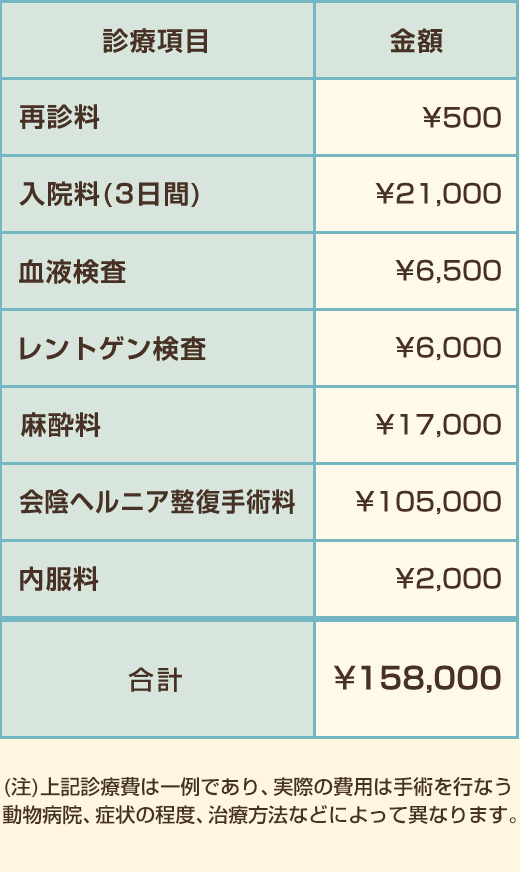 診療項目 金額
再診料 ¥500
入院料(3日間) ¥21,000
血液検査 ¥6,500
レントゲン検査 ¥6,000
麻酔料 ¥17,000
会陰ヘルニア整復手術料 ¥105,000
内服料 ¥2,000
合計 ¥158,000
(注)上記診療費は一例であり、実際の費用は手術を行なう
動物病院、症状の程度、治療方法などによって異なります。